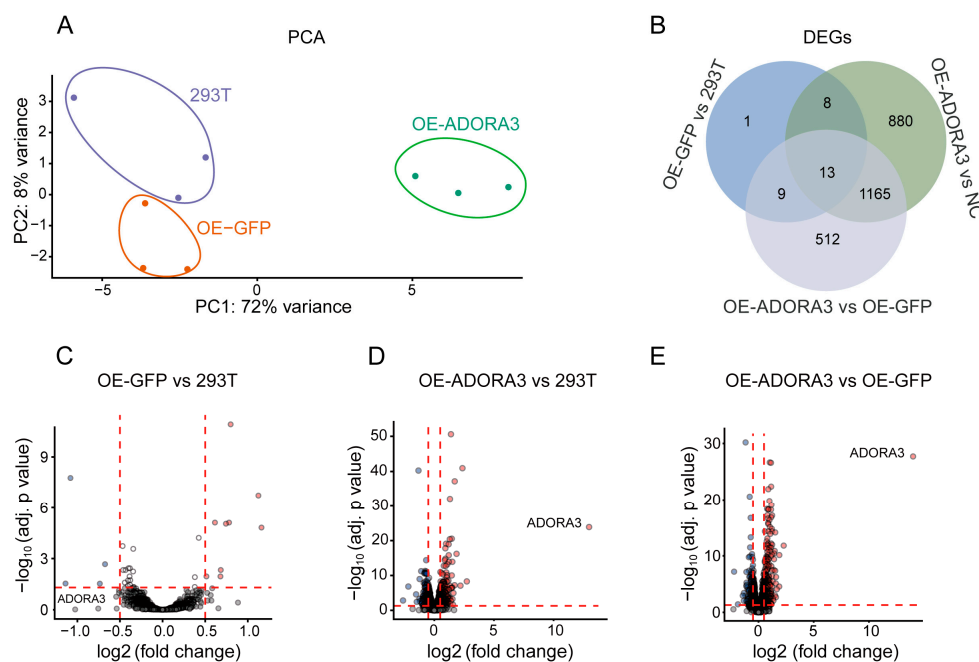 A
PCA
293T
OE-ADORA3
OE-GFP
PC2: 8% variance
3
2
1
0
−1
−2
−5
0
5
PC1: 72% variance
B
DEGs
OE-GFP vs 293T
OE-ADORA3 vs NC
1
8
880
13
9
1165
512
OE-ADORA3 vs OE-GFP
C
OE-GFP vs 293T
−log10 (adj. p value)
9
6
3
0
ADORA3
−1.0
−0.5
0.0
0.5
1.0
log2 (fold change)
D
OE-ADORA3 vs 293T
−log10 (adj. p value)
50
40
30
20
10
0
ADORA3
0
5
10
log2 (fold change)
E
OE-ADORA3 vs OE-GFP
−log10 (adj. p value)
30
20
10
0
ADORA3
0
5
10
log2 (fold change)